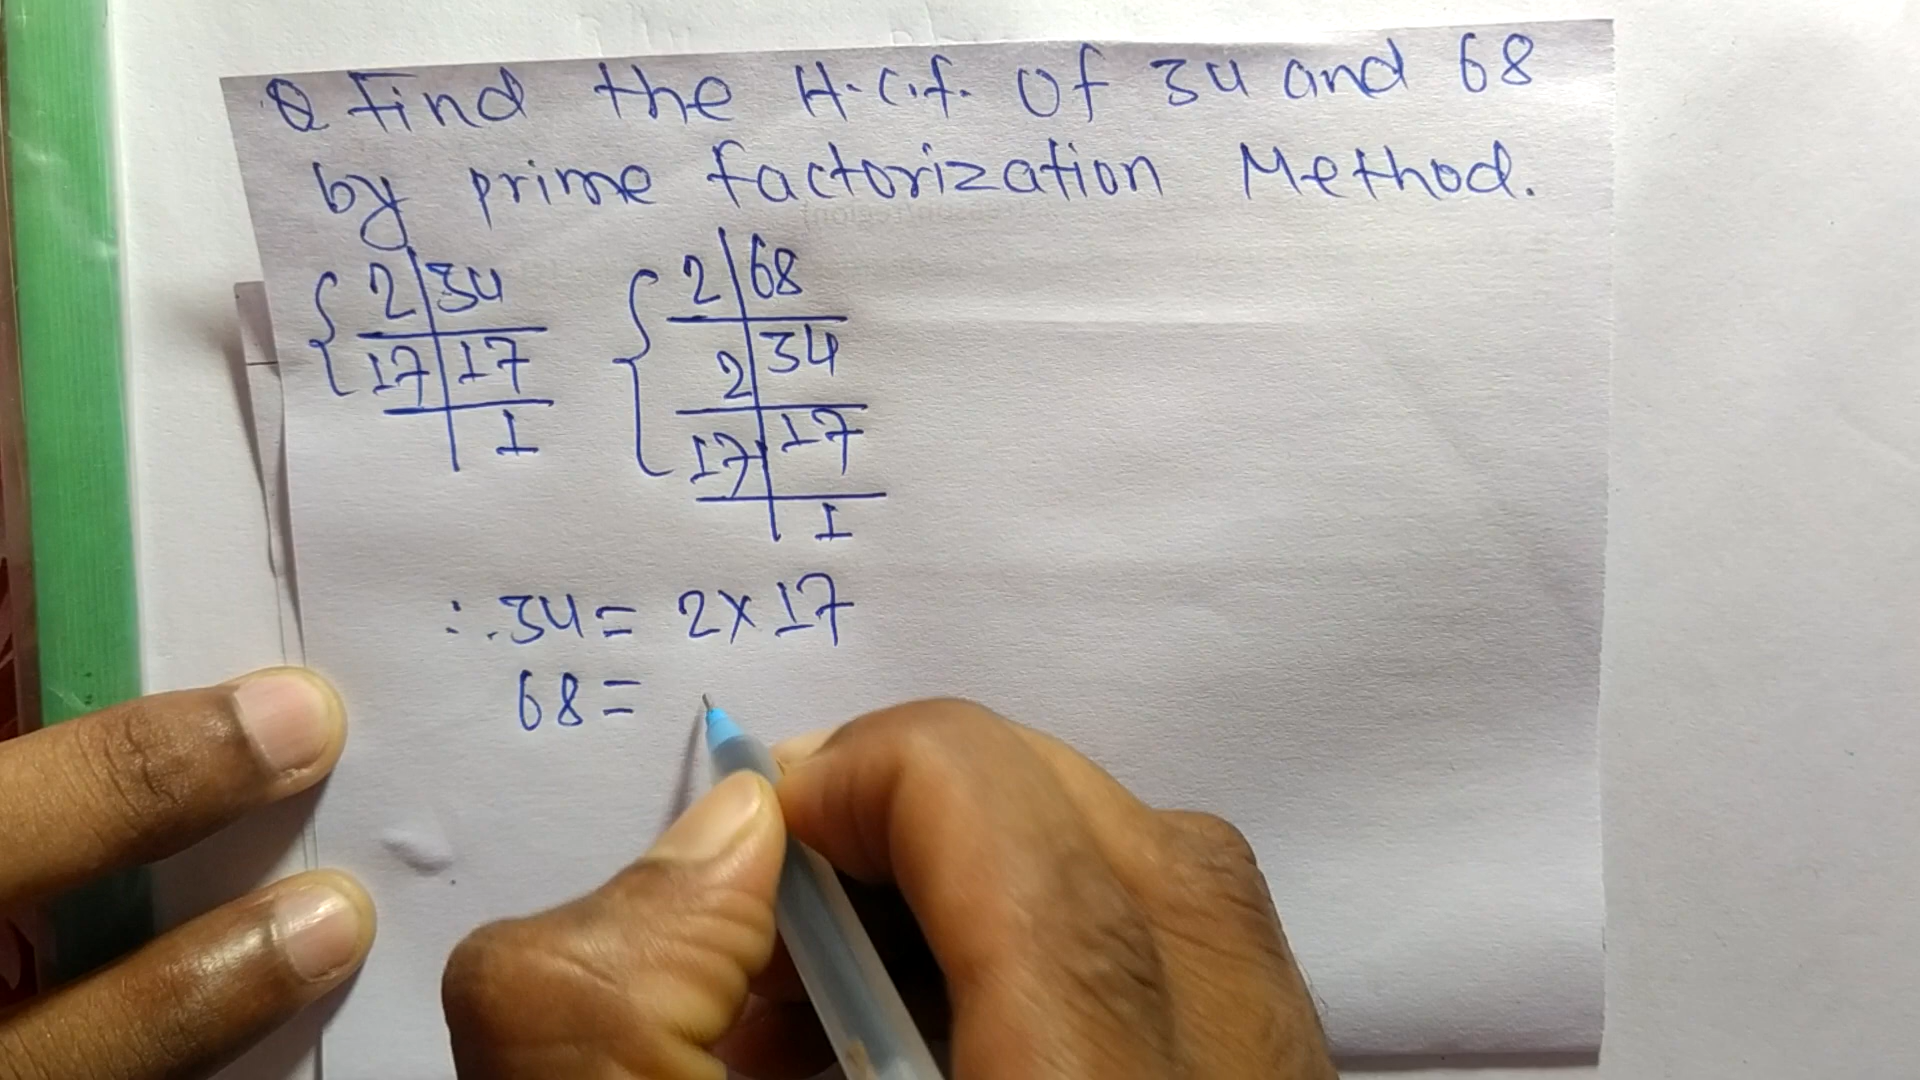 Q Find the H.C.f. of 34 and 68
by prime factorization Method.
2 34
17 17
1
2 68
2 34
17 17
1
∴ 34 = 2×17
68 =